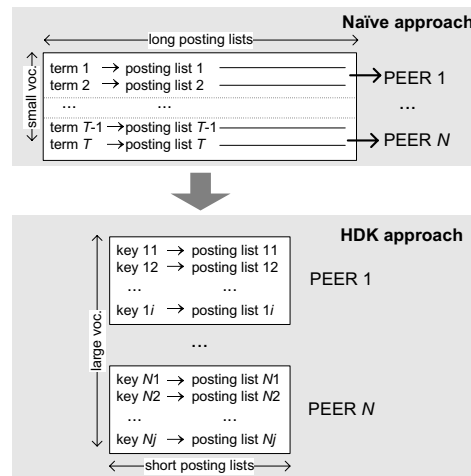 Naïve approach
long posting lists
small voc.
term 1 → posting list 1
term 2 → posting list 2
... ...
term T-1 → posting list T-1
term T → posting list T
PEER 1
...
PEER N
HDK approach
large voc.
key 11 → posting list 11
key 12 → posting list 12
... ...
key 1i → posting list 1i
PEER 1
...
key N1 → posting list N1
key N2 → posting list N2
... ...
key Nj → posting list Nj
PEER N
short posting lists